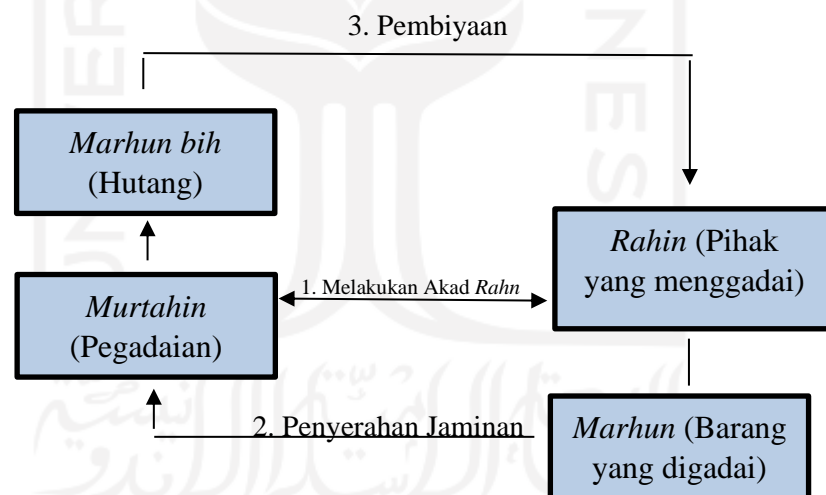 3. Pembiyaan
Marhun bih
(Hutang)
Rahin (Pihak
yang menggadai)
1. Melakukan Akad Rahn
Murtahin
(Pegadaian)
2. Penyerahan Jaminan
Marhun (Barang
yang digadai)